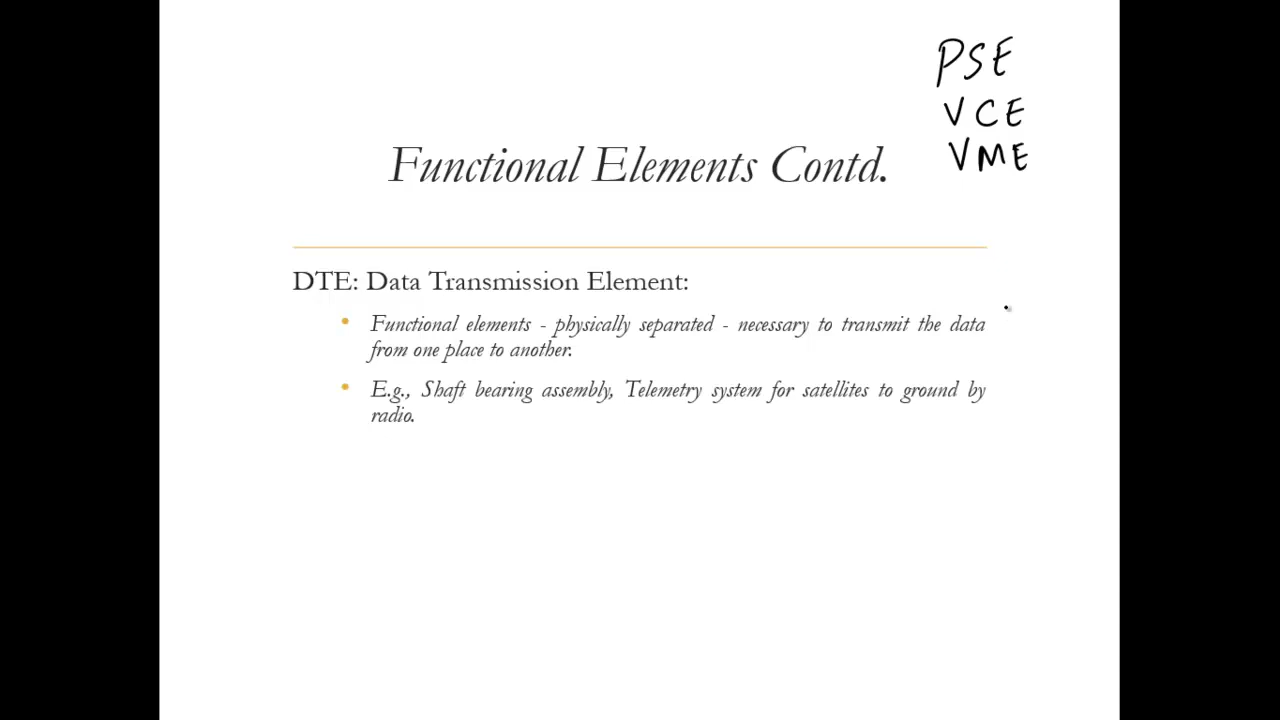 PSE
VCE
VME
Functional Elements Contd.
DTE: Data Transmission Element:
• Functional elements - physically separated - necessary to transmit the data
from one place to another.
• E.g., Shaft bearing assembly, Telemetry system for satellites to ground by
radio.